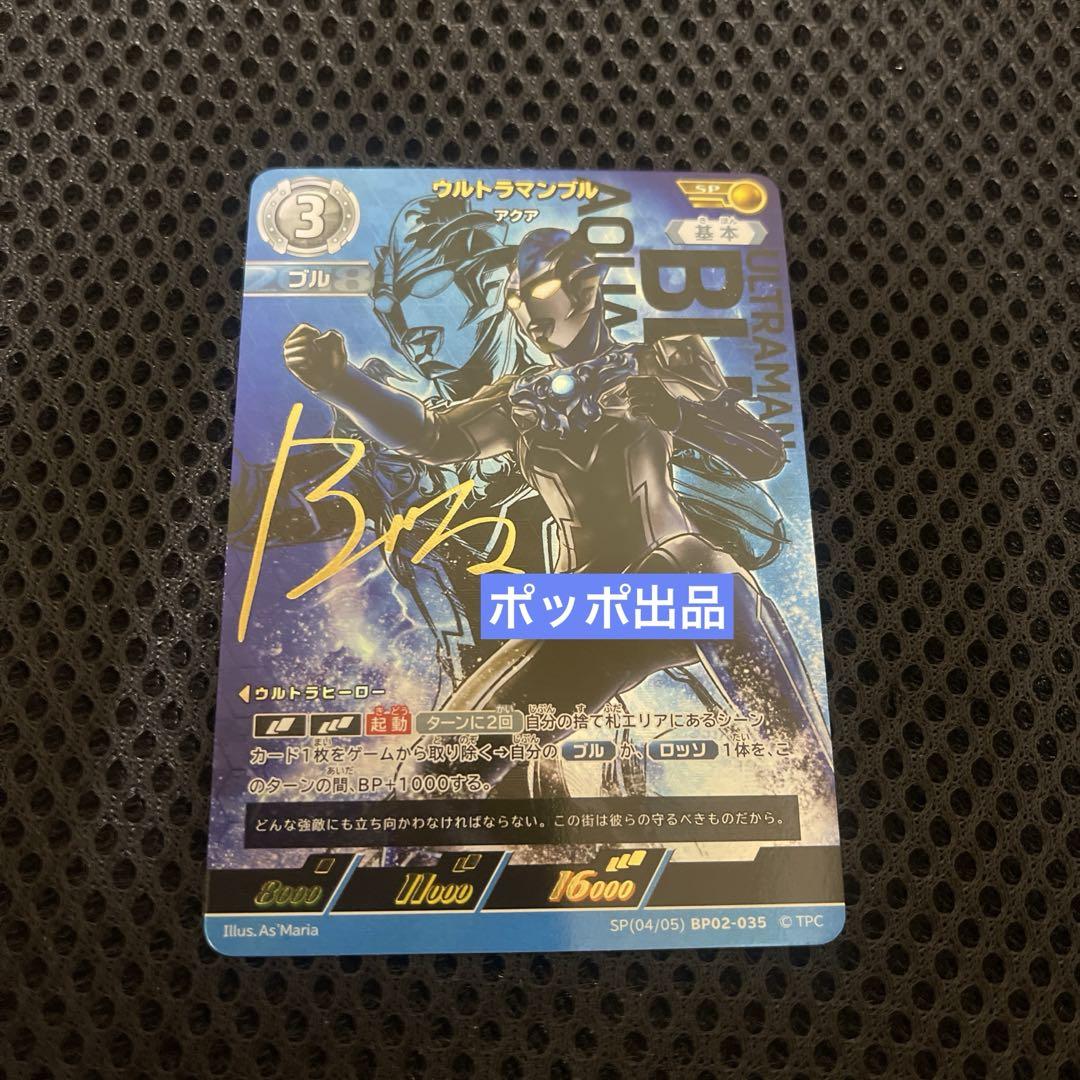 3
ウルトラマンブル
アクア
SP
きほん
基本
ブル
AQUA
BLU
ULTRAMAN
ポッポ出品
ウルトラヒーロー
起動 ターンに2回 自分の捨て札エリアにあるシーン
カード1枚をゲームから取り除く→自分の ブル か、ロッソ 1体を、こ
のターンの間、BP+1000する。
どんな強敵にも立ち向かわなければならない。この街は彼らの守るべきものだから。
8000 11000 16000
Illus. As'Maria SP(04/05) BP02-035 © TPC